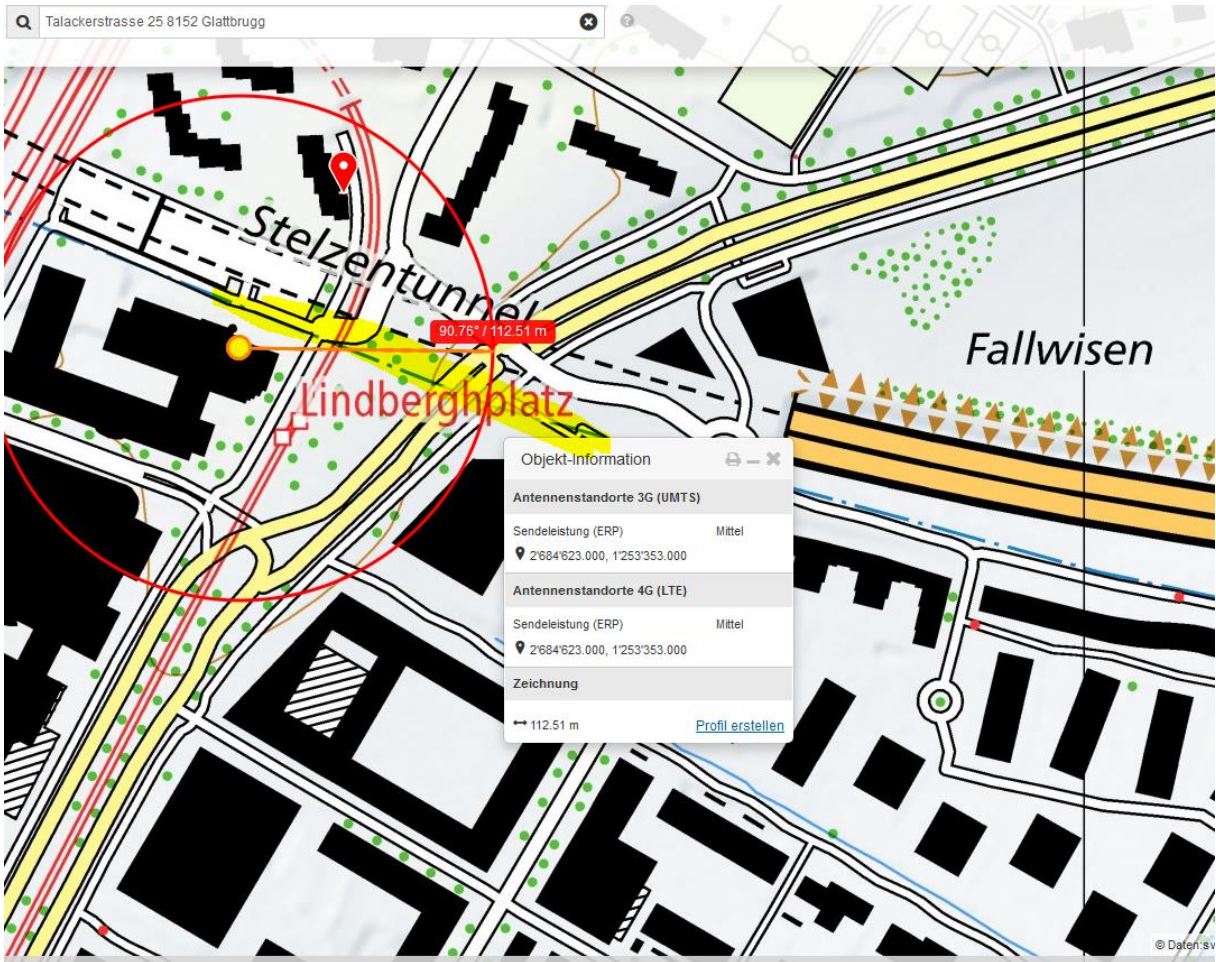 Talackerstrasse 25 8152 Glattbrugg
Stelzentunnel
90.76° / 112.51 m
Fallwisen
Lindberghplatz
Objekt-Information
Antennenstandorte 3G (UMTS)
Sendeleistung (ERP) Mittel
2'684'623.000, 1'253'353.000
Antennenstandorte 4G (LTE)
Sendeleistung (ERP) Mittel
2'684'623.000, 1'253'353.000
Zeichnung
112.51 m Profil erstellen
© Daten:sw